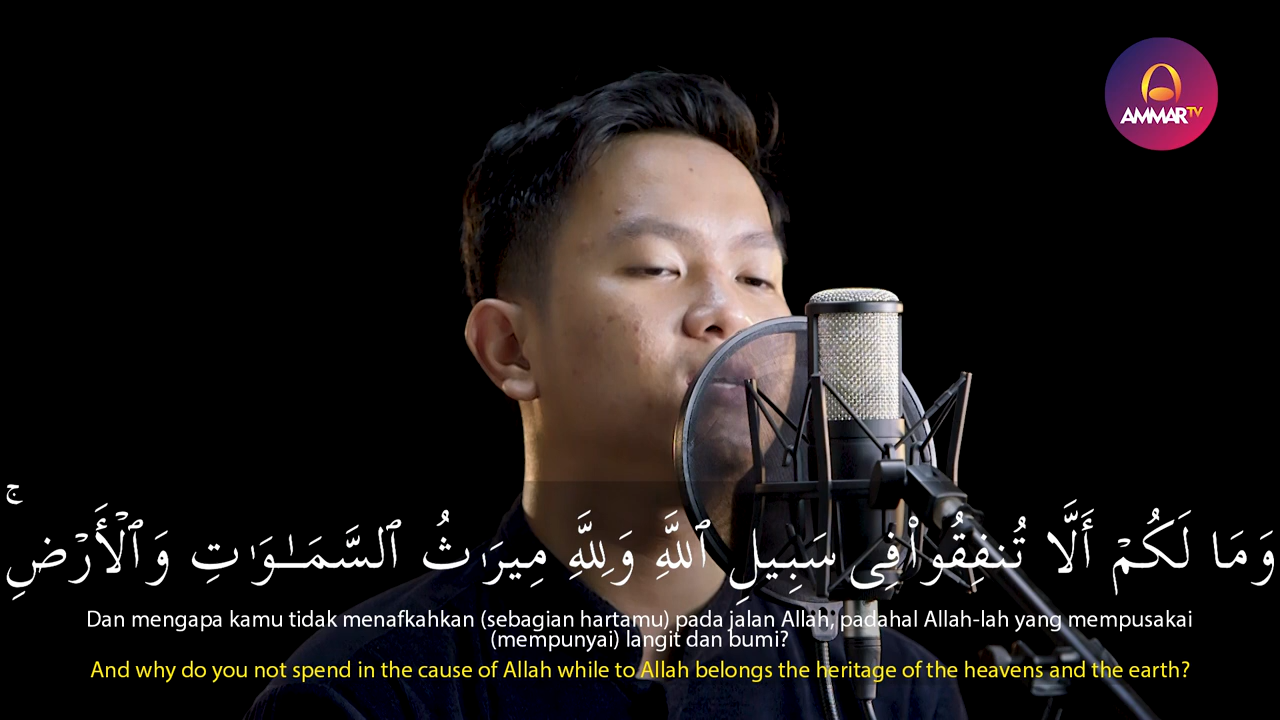 AMMAR TV
وَمَا لَكُمْ أَلَّا تُنفِقُوا۟ فِى سَبِيلِ ٱللَّهِ وَلِلَّهِ مِيرَٰثُ ٱلسَّمَـٰوَٰتِ وَٱلْأَرْضِ ۚ
Dan mengapa kamu tidak menafkahkan (sebagian hartamu) pada jalan Allah, padahal Allah-lah yang mempusakai
(mempunyai) langit dan bumi?
And why do you not spend in the cause of Allah while to Allah belongs the heritage of the heavens and the earth?